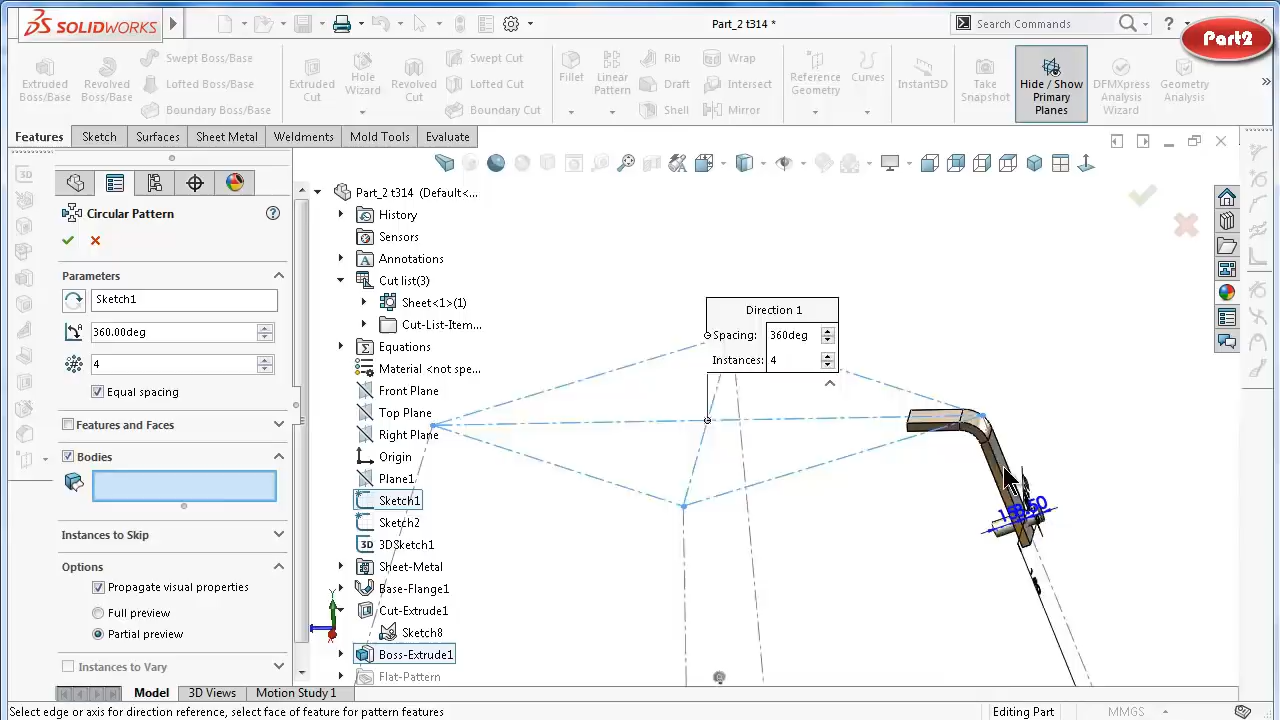 SOLIDWORKS
Part_2 t314 *
Search Commands
?
Part2
Extruded Boss/Base
Revolved Boss/Base
Swept Boss/Base
Lofted Boss/Base
Boundary Boss/Base
Extruded Cut
Hole Wizard
Revolved Cut
Swept Cut
Lofted Cut
Boundary Cut
Fillet
Linear Pattern
Rib
Draft
Shell
Wrap
Intersect
Mirror
Reference Geometry
Curves
Instant3D
Take Snapshot
Hide / Show Primary Planes
DFMXpress Analysis Wizard
Geometry Analysis
Features
Sketch
Surfaces
Sheet Metal
Weldments
Mold Tools
Evaluate
Circular Pattern
Parameters
Sketch1
360.00deg
4
Equal spacing
Features and Faces
Bodies
Instances to Skip
Options
Propagate visual properties
Full preview
Partial preview
Instances to Vary
Part_2 t314 (Default<...
History
Sensors
Annotations
Cut list(3)
Sheet<1>(1)
Cut-List-Item...
Equations
Material <not spe...
Front Plane
Top Plane
Right Plane
Origin
Plane1
Sketch1
Sketch2
3D 3DSketch1
Sheet-Metal
Base-Flange1
Cut-Extrude1
Sketch8
Boss-Extrude1
Flat-Pattern
Direction 1
Spacing: 360deg
Instances: 4
Model
3D Views
Motion Study 1
Select edge or axis for direction reference, select face of feature for pattern features
Editing Part
MMGS